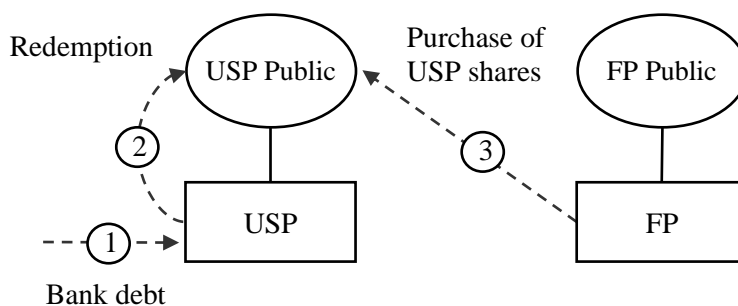 Redemption
USP Public
Purchase of
USP shares
FP Public
2
3
USP
FP
1
Bank debt